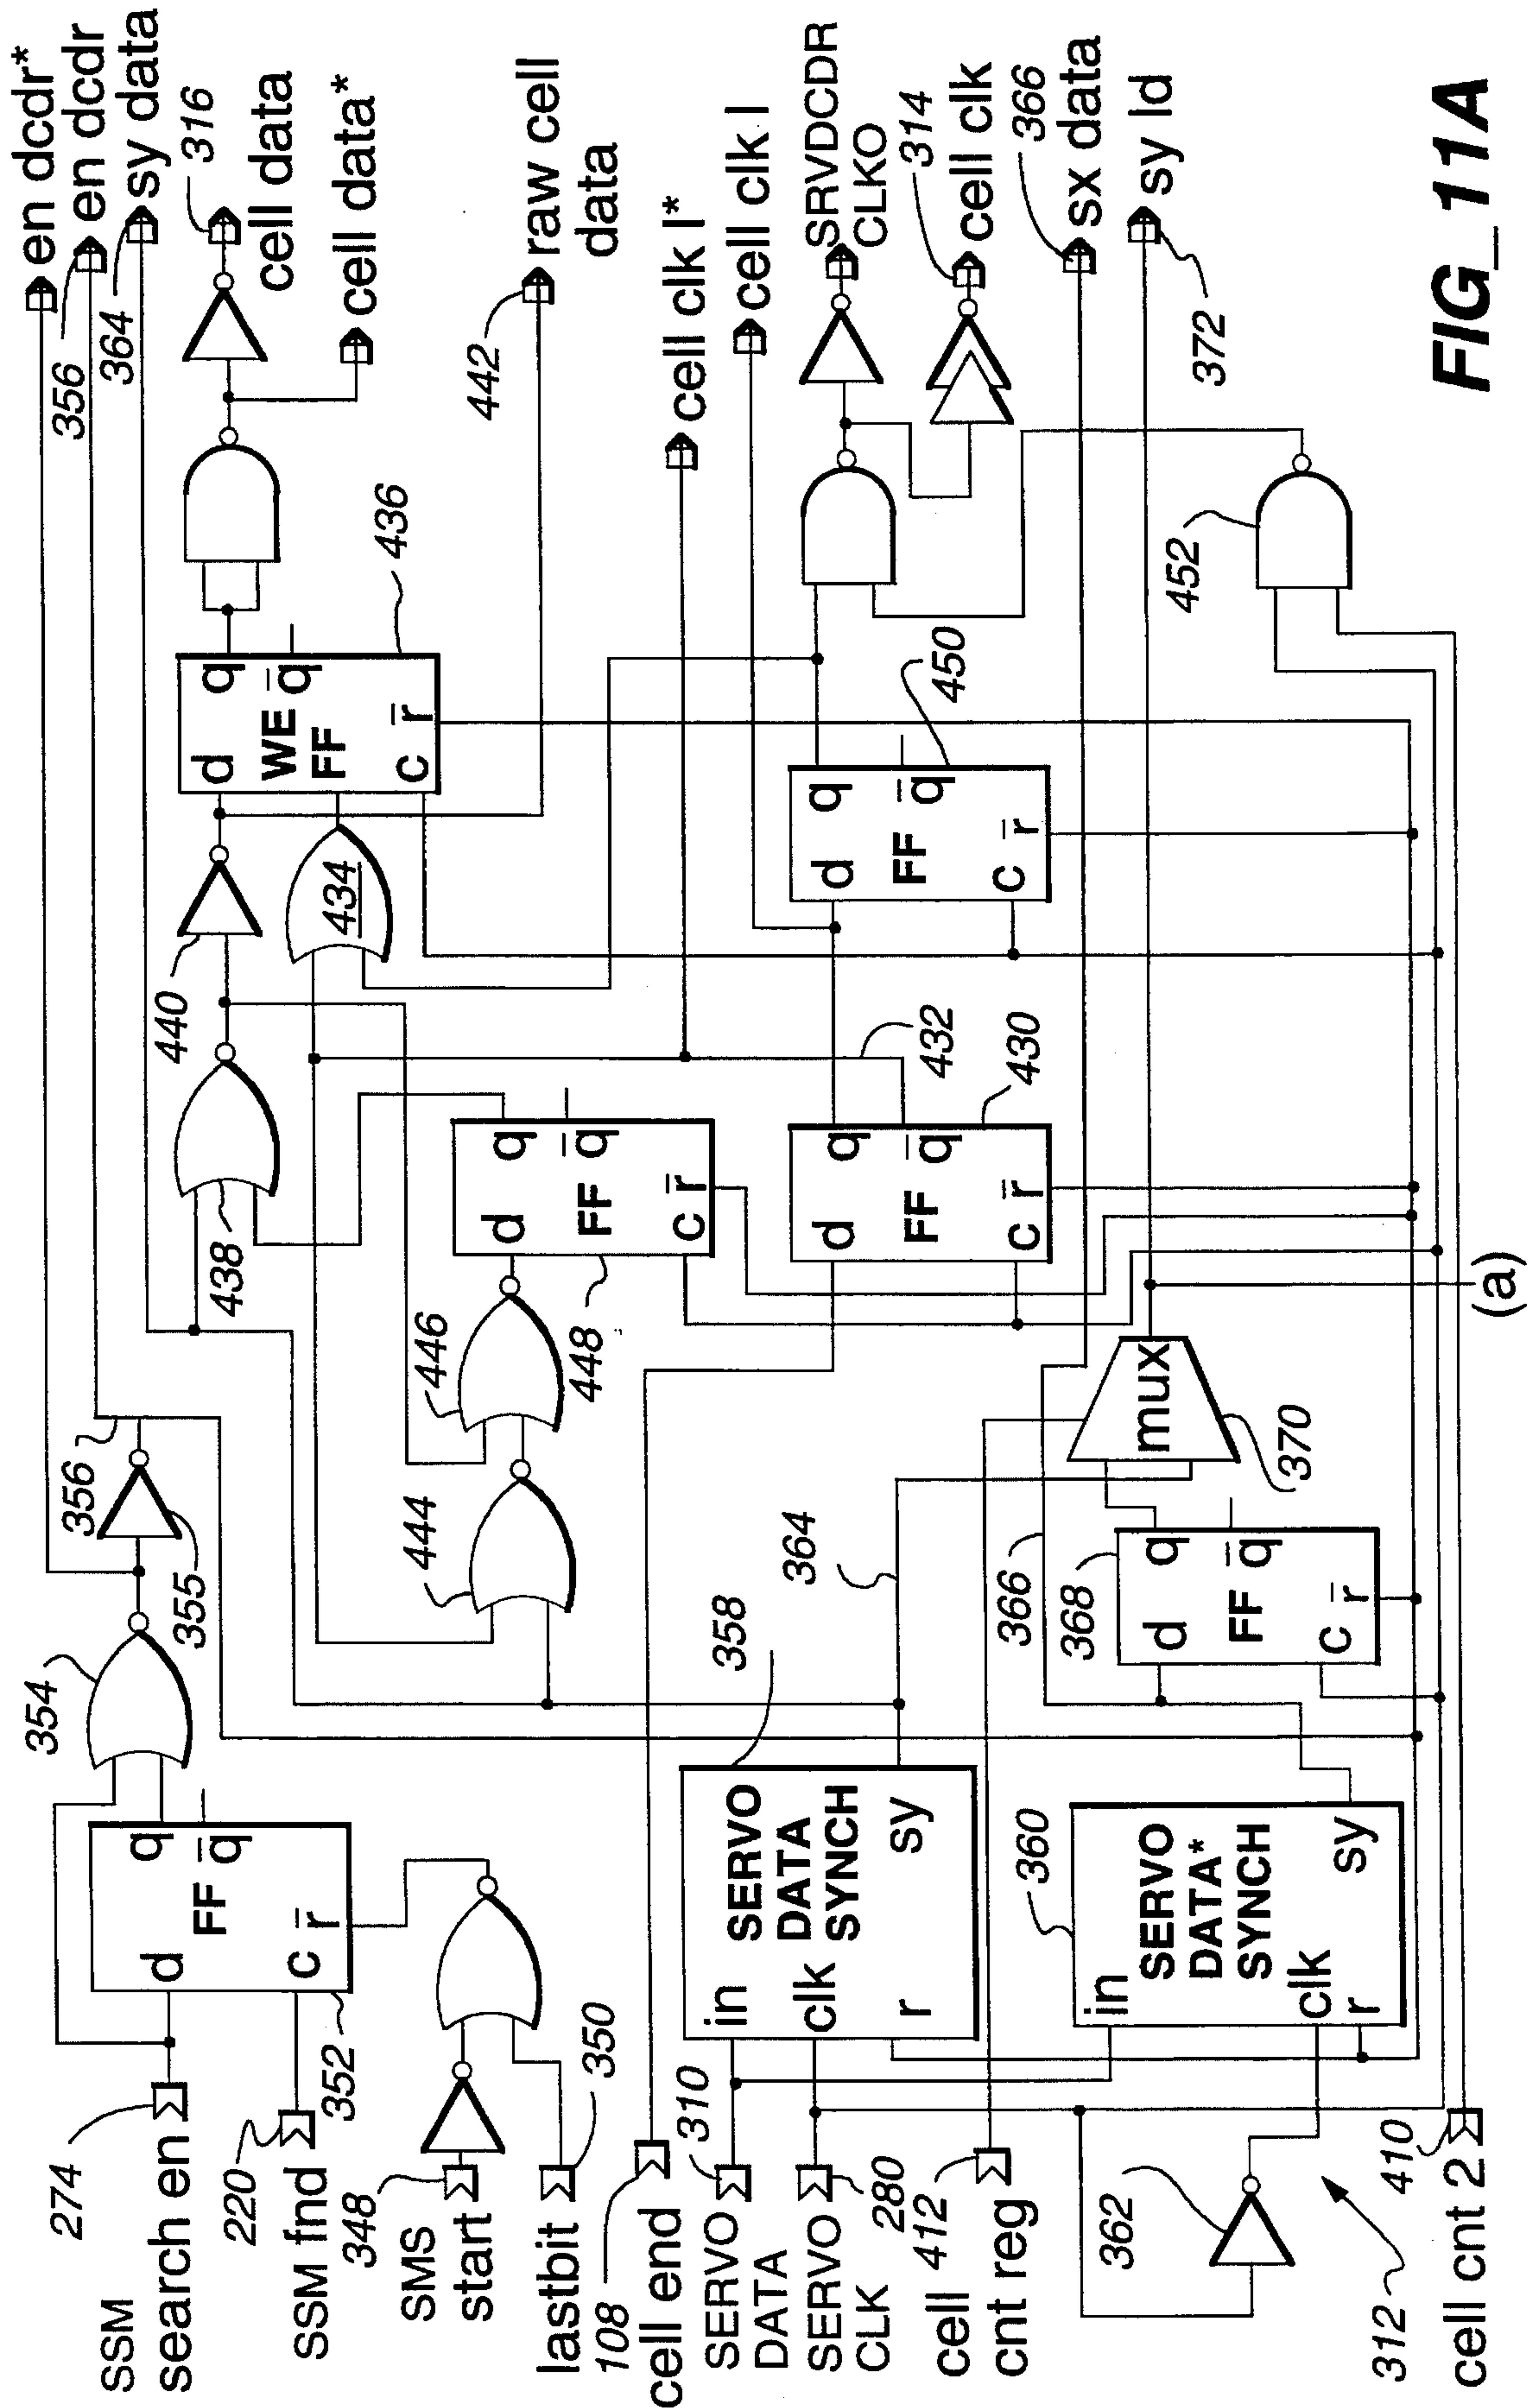 en dcdr*
356
en dcdr
364
sy data
316
cell data
cell data*
442
raw cell
data
cell clk I*
cell clk I
SRVDCDR
CLKO
314
cell clk
366
sx data
sy ld
372
FIG_11A
354
356
355
438
440
434
d
q
WE
q
FF
c
r
436
444
446
448
d
q
FF
q
c
r
432
430
d
q
FF
q
c
r
450
d
q
FF
q
c
r
452
274
SSM
search en
220
SSM fnd
352
d
q
FF
q
c
r
348
SMS
start
lastbit
350
108
cell end
310
SERVO
DATA
SERVO
CLK
280
358
in
SERVO
DATA
SYNCH
clk
r
sy
364
366
368
d
q
FF
q
c
r
mux
370
(a)
412
cell
cnt reg
360
in
SERVO
DATA*
SYNCH
clk
r
sy
362
312
410
cell cnt 2